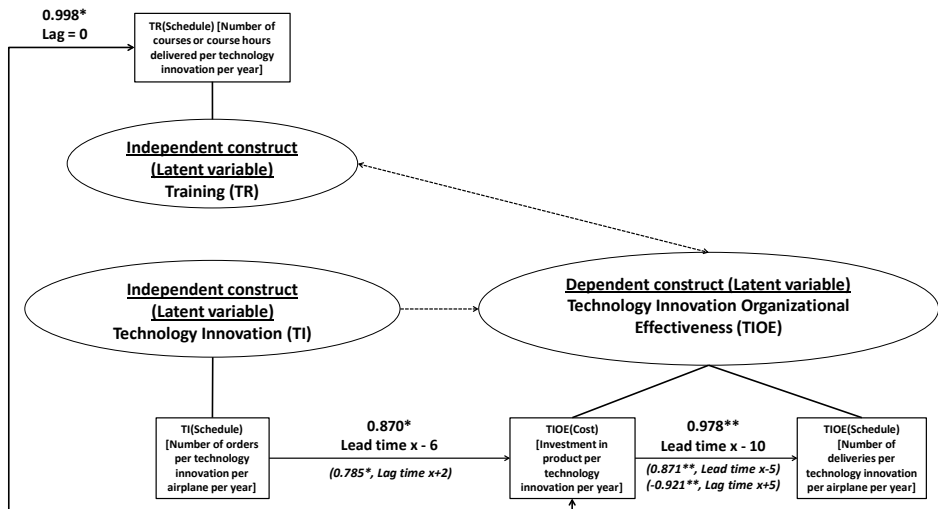 0.998*
Lag = 0
TR(Schedule) [Number of
courses or course hours
delivered per technology
innovation per year]
Independent construct
(Latent variable)
Training (TR)
Independent construct
(Latent variable)
Technology Innovation (TI)
Dependent construct (Latent variable)
Technology Innovation Organizational
Effectiveness (TIOE)
TI(Schedule)
[Number of orders
per technology
innovation per
airplane per year]
0.870*
Lead time x - 6
(0.785*, Lag time x+2)
TIOE(Cost)
[Investment in
product per
technology
innovation per year]
0.978**
Lead time x - 10
(0.871**, Lead time x-5)
(-0.921**, Lag time x+5)
TIOE(Schedule)
[Number of
deliveries per
technology innovation
per airplane per year]